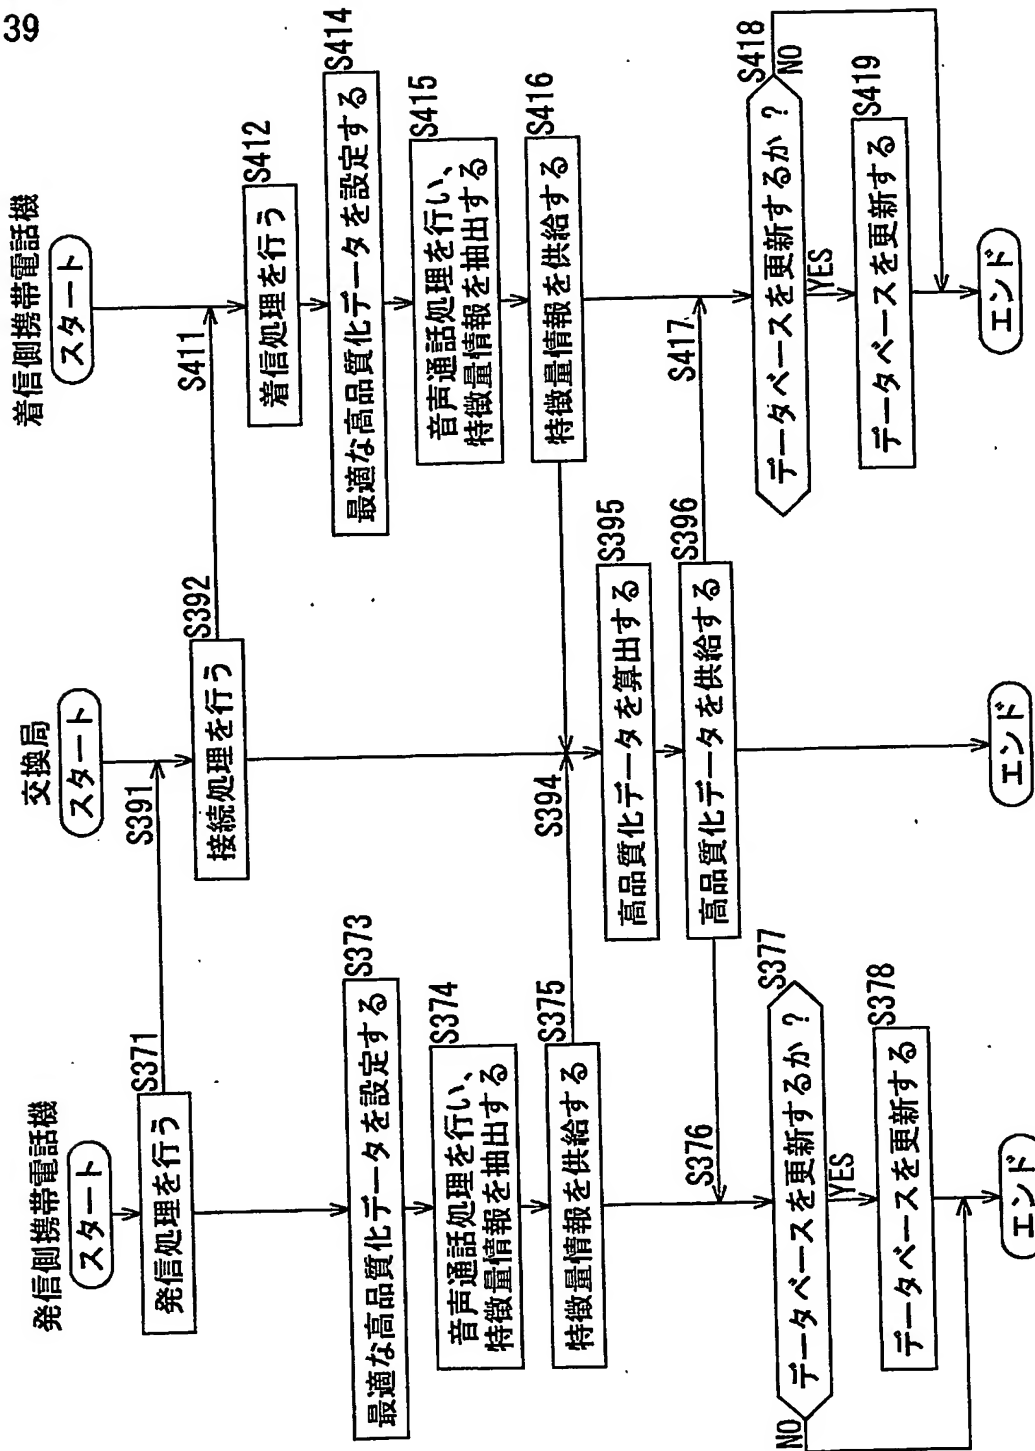 39
発信側携帯電話機
スタート
発信処理を行う
S371
最適な高品質化データを設定する
S373
音声通話処理を行い、
特徴量情報を抽出する
S374
特徴量情報を供給する
S375
S376
データベースを更新するか?
S377
NO
YES
データベースを更新する
S378
エンド
交換局
スタート
S391
接続処理を行う
S392
S394
高品質化データを算出する
S395
高品質化データを供給する
S396
エンド
着信側携帯電話機
スタート
S411
着信処理を行う
S412
最適な高品質化データを設定する
S414
音声通話処理を行い、
特徴量情報を抽出する
S415
特徴量情報を供給する
S416
S417
データベースを更新するか?
S418
NO
YES
データベースを更新する
S419
エンド